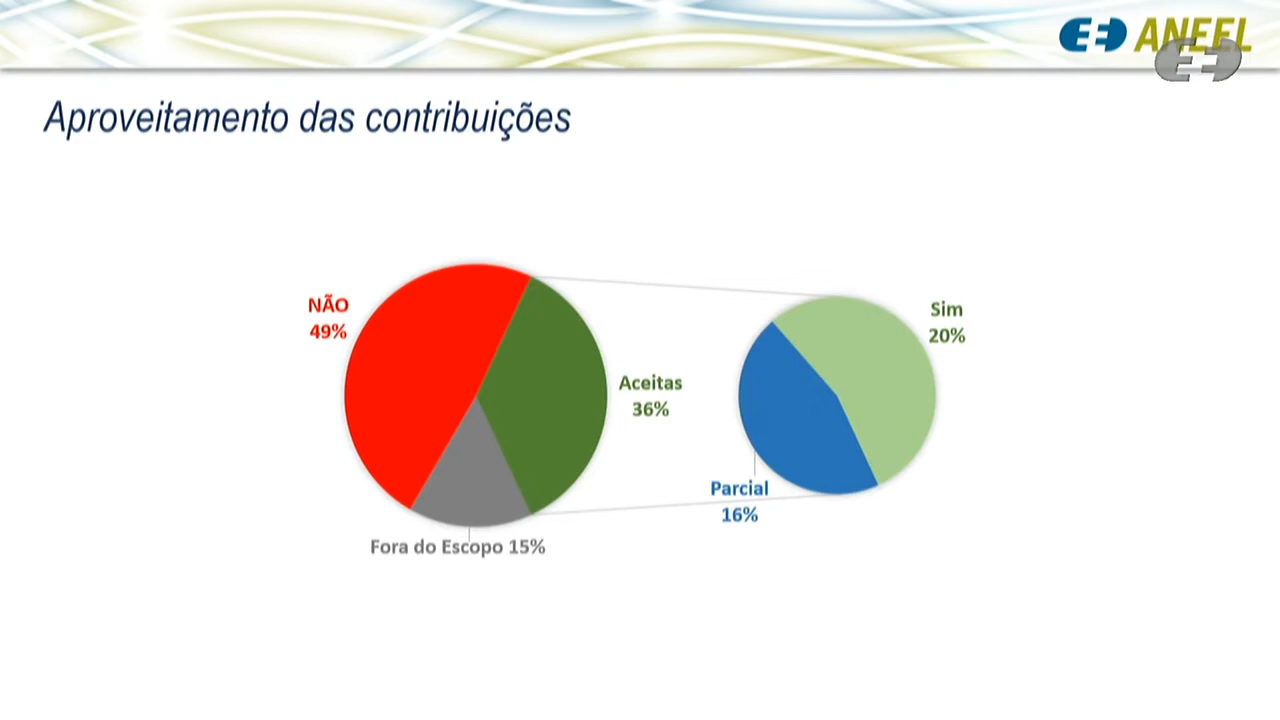 ANEEL
Aproveitamento das contribuições
NÃO
49%
Aceitas
36%
Fora do Escopo 15%
Sim
20%
Parcial
16%